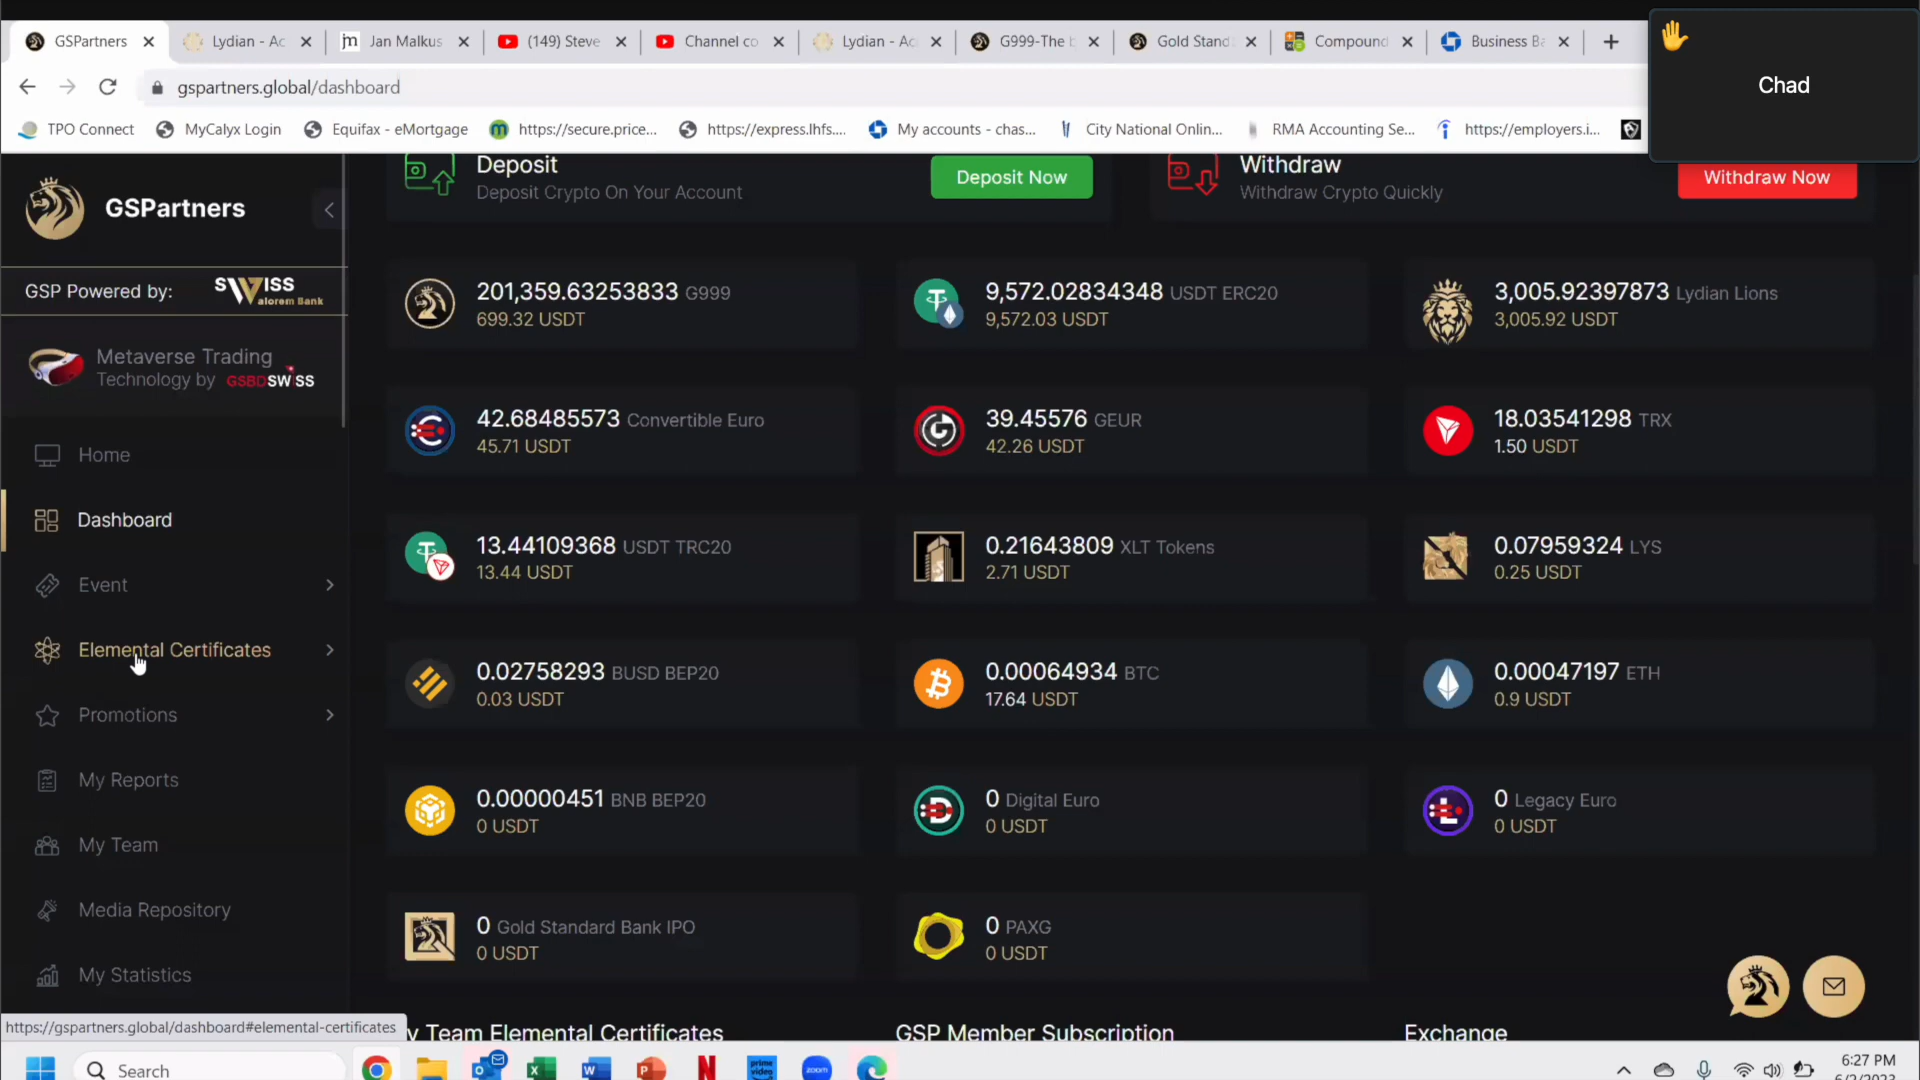 GSPartners
Lydian - Ac
Jan Malkus
(149) Steve
Channel co
Lydian - Ac
G999-The b
Gold Stand
Compound
Business Ba
Chad
gspartners.global/dashboard
TPO Connect
MyCalyx Login
Equifax - eMortgage
https://secure.price...
https://express.lhfs....
My accounts - chas...
City National Onlin...
RMA Accounting Se...
https://employers.i...
GSPartners
GSP Powered by:
SWISS
alorem Bank
Metaverse Trading
Technology by GSBDSWISS
Home
Dashboard
Event
Elemental Certificates
Promotions
My Reports
My Team
Media Repository
My Statistics
Deposit
Deposit Crypto On Your Account
Deposit Now
Withdraw
Withdraw Crypto Quickly
Withdraw Now
201,359.63253833 G999
699.32 USDT
9,572.02834348 USDT ERC20
9,572.03 USDT
3,005.92397873 Lydian Lions
3,005.92 USDT
42.68485573 Convertible Euro
45.71 USDT
39.45576 GEUR
42.26 USDT
18.03541298 TRX
1.50 USDT
13.44109368 USDT TRC20
13.44 USDT
0.21643809 XLT Tokens
2.71 USDT
0.07959324 LYS
0.25 USDT
0.02758293 BUSD BEP20
0.03 USDT
0.00064934 BTC
17.64 USDT
0.00047197 ETH
0.9 USDT
0.00000451 BNB BEP20
0 USDT
0 Digital Euro
0 USDT
0 Legacy Euro
0 USDT
0 Gold Standard Bank IPO
0 USDT
0 PAXG
0 USDT
https://gspartners.global/dashboard#elemental-certificates
y Team Elemental Certificates
GSP Member Subscription
Exchange
Search
prime video
zoom
6:27 PM
6/2/2023